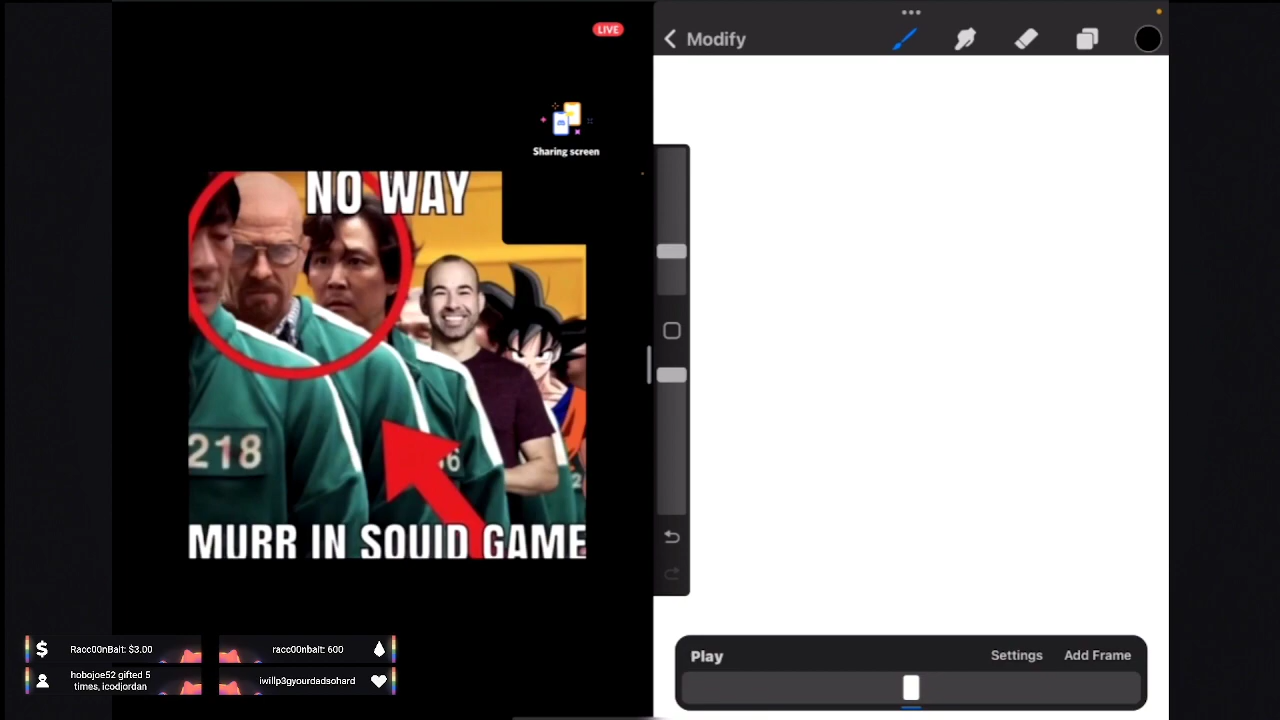 LIVE
Modify
Sharing screen
NO WAY
218
6
MURR IN SQUID GAME
Play
Settings
Add Frame
Racc00nBait: $3.00
racc00nbait: 600
hobojoe52 gifted 5
times, icodjordan
iwillp3gyourdadsohard